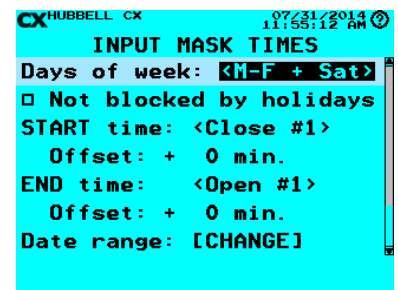 CX HUBBELL CX 07/31/2014
11:55:12 AM ?
INPUT MASK TIMES
Days of week: <M-F + Sat>
Not blocked by holidays
START time: <Close #1>
Offset: + 0 min.
END time: <Open #1>
Offset: + 0 min.
Date range: [CHANGE]